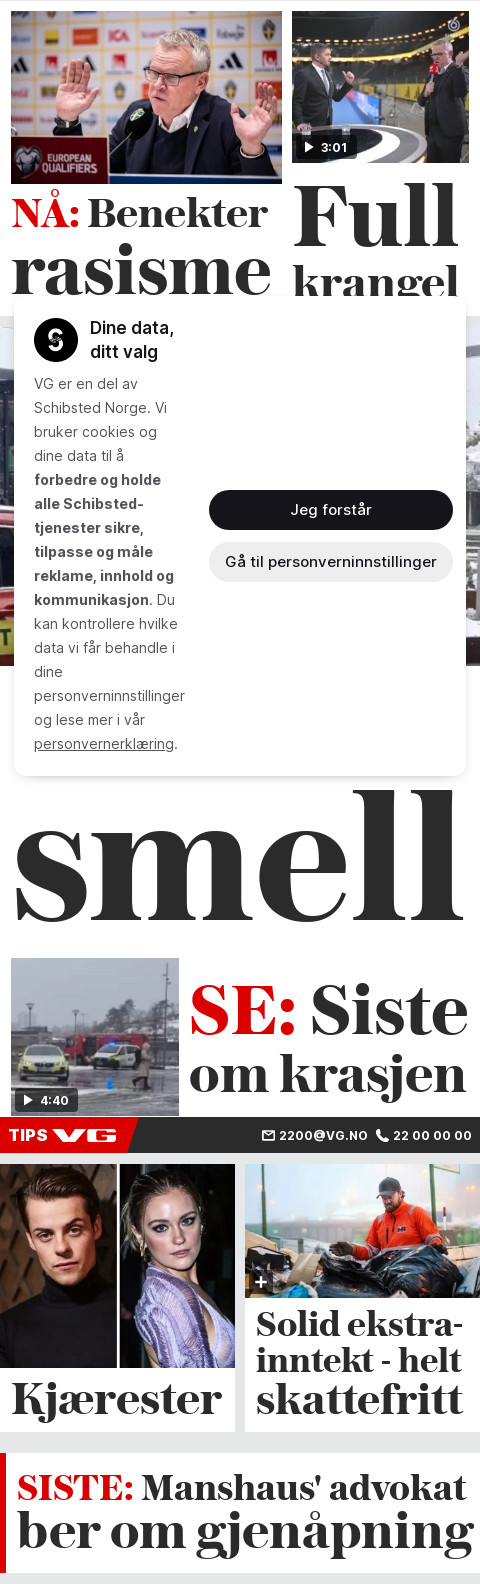 EUROPEAN
QUALIFIERS
3:01
NÅ: Benekter
rasisme
Full
krangel
Dine data,
ditt valg
VG er en del av
Schibsted Norge. Vi
bruker cookies og
dine data til å
forbedre og holde
alle Schibsted-
tjenester sikre,
tilpasse og måle
reklame, innhold og
kommunikasjon. Du
kan kontrollere hvilke
data vi får behandle i
dine
personverninnstillinger
og lese mer i vår
personvernerklæring.
Jeg forstår
Gå til personverninnstillinger
smell
4:40
SE: Siste
om krasjen
TIPS VG
2200@VG.NO 22 00 00 00
Kjærester
Solid ekstra-
inntekt - helt
skattefritt
SISTE: Manshaus' advokat
ber om gjenåpning